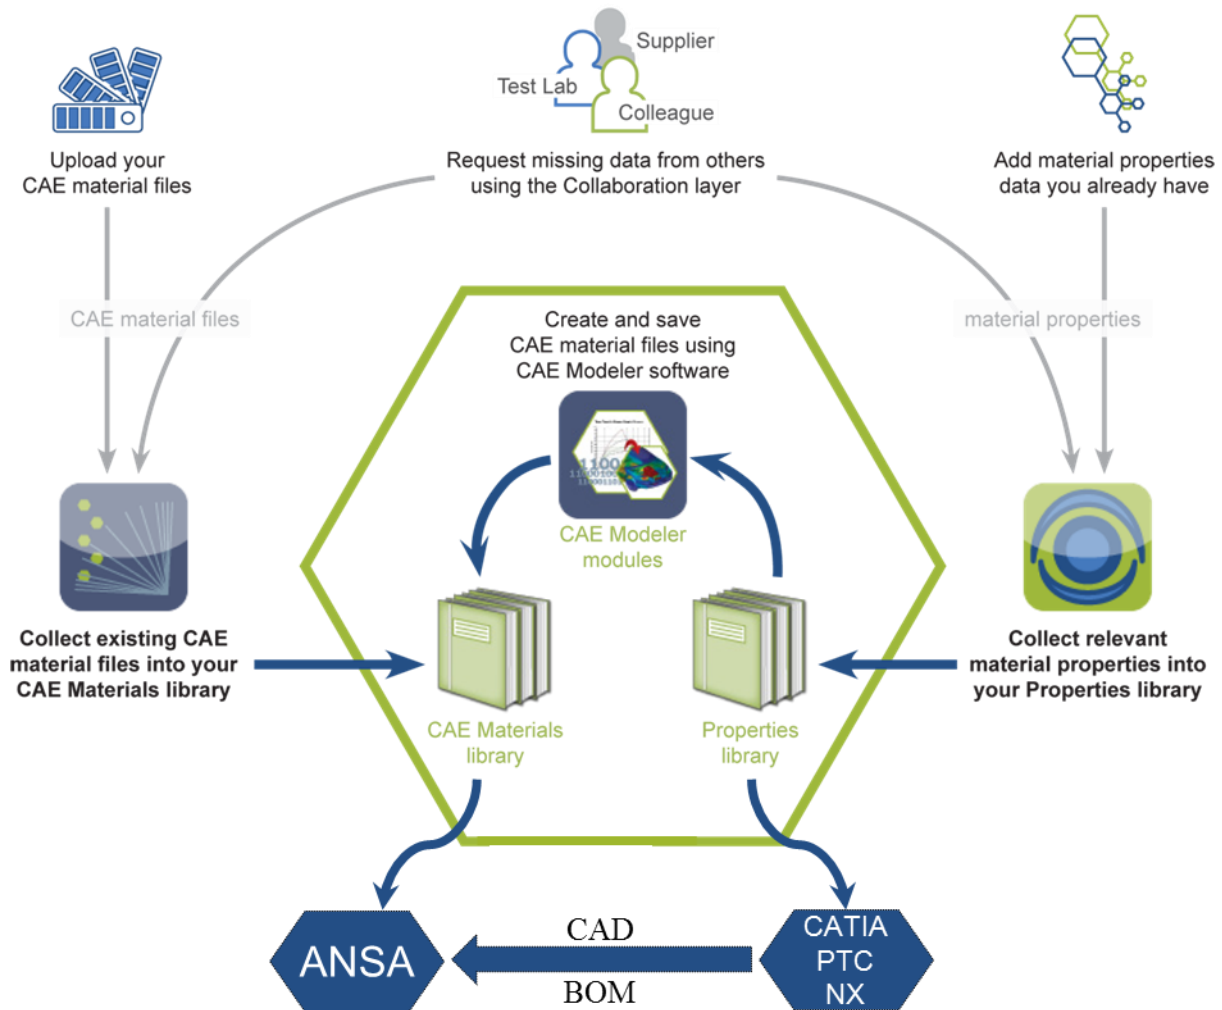 Supplier
Test Lab
Colleague
Upload your
CAE material files
Request missing data from others
using the Collaboration layer
Add material properties
data you already have
CAE material files
material properties
Create and save
CAE material files using
CAE Modeler software
1100
11000100
110001101
CAE Modeler
modules
Collect existing CAE
material files into your
CAE Materials library
Collect relevant
material properties into
your Properties library
CAE Materials
library
Properties
library
ANSA
CAD
BOM
CATIA
PTC
NX